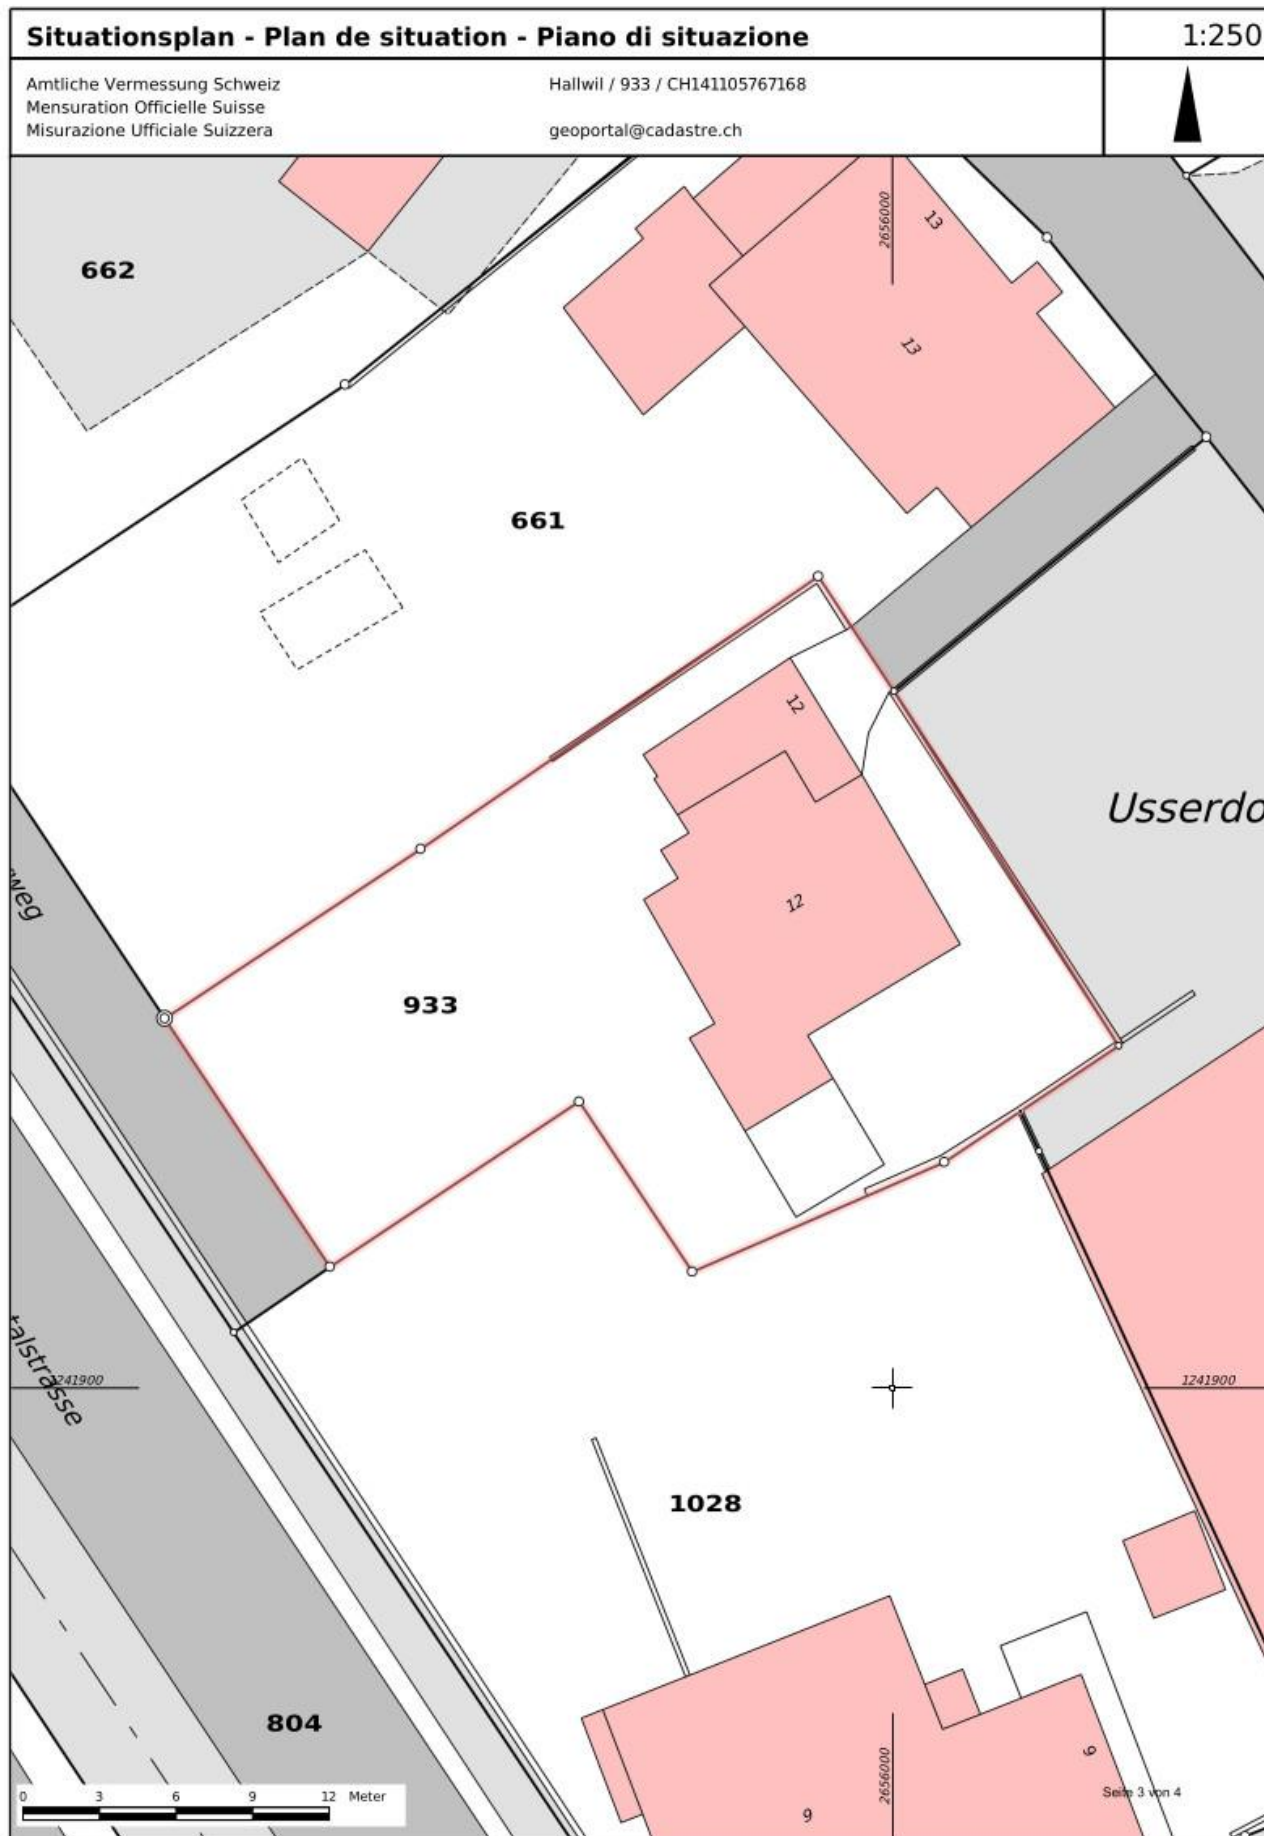 Situationsplan - Plan de situation - Piano di situazione
1:250
Amtliche Vermessung Schweiz
Mensuration Officielle Suisse
Misurazione Ufficiale Suizzera
Hallwil / 933 / CH141105767168
geoportal@cadastre.ch
2656000
13
662
13
661
12
Usserdo
12
weg
933
talstrasse
1241900
1241900
1028
804
9
9
2656000
0 3 6 9 12 Meter
Seite 3 von 4